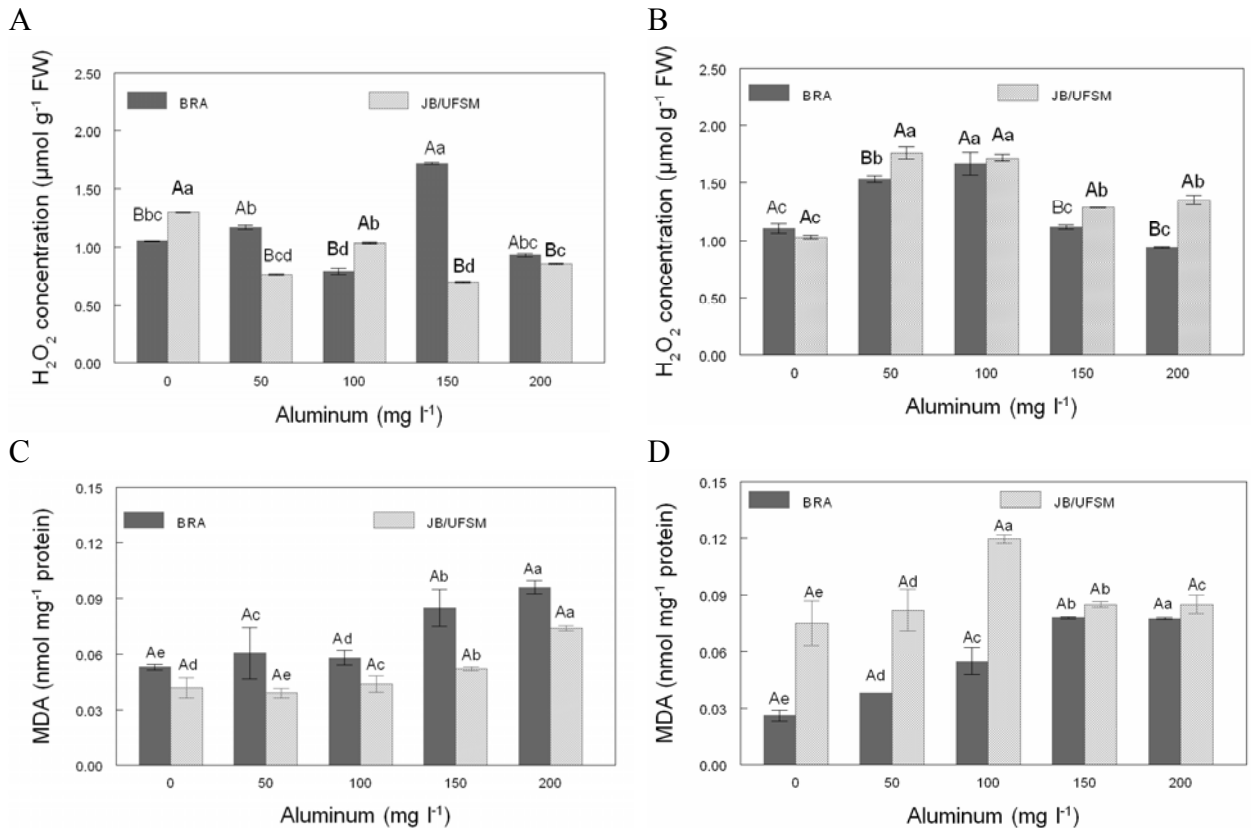 A
H₂O₂ concentration (µmol g⁻¹ FW)
2.50
2.00
1.50
1.00
0.50
0.00
BRA
JB/UFSM
Bbc
Aa
Ab
Bcd
Bd
Ab
Aa
Bd
Abc
Bc
0
50
100
150
200
Aluminum (mg l⁻¹)
B
H₂O₂ concentration (µmol g⁻¹ FW)
2.50
2.00
1.50
1.00
0.50
0.00
BRA
JB/UFSM
Ac
Ac
Bb
Aa
Aa
Aa
Bc
Ab
Bc
Ab
0
50
100
150
200
Aluminum (mg l⁻¹)
C
MDA (nmol mg⁻¹ protein)
0.15
0.12
0.09
0.06
0.03
0.00
BRA
JB/UFSM
Ae
Ad
Ac
Ae
Ad
Ac
Ab
Ab
Aa
Aa
0
50
100
150
200
Aluminum (mg l⁻¹)
D
MDA (nmol mg⁻¹ protein)
0.15
0.12
0.09
0.06
0.03
0.00
BRA
JB/UFSM
Ae
Ae
Ad
Ad
Ac
Aa
Ab
Ab
Aa
Ac
0
50
100
150
200
Aluminum (mg l⁻¹)